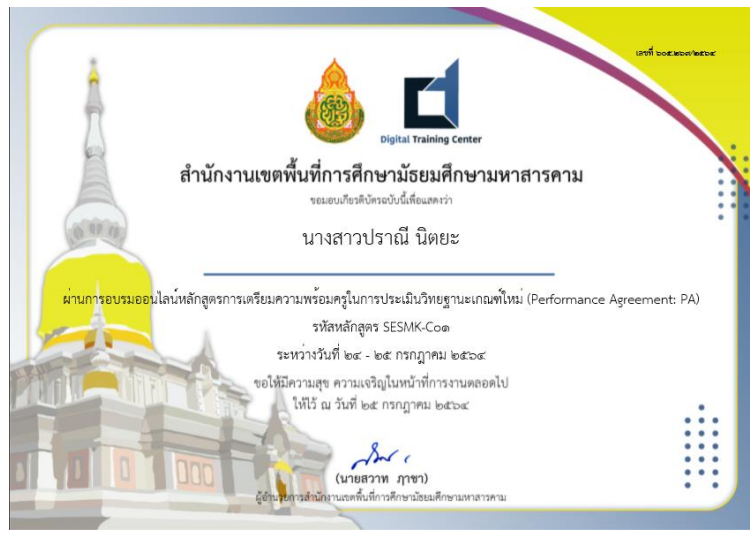 เลขที่ ๖๐๕.๒๖๗/๒๕๖๔
Digital Training Center
สำนักงานเขตพื้นที่การศึกษามัธยมศึกษามหาสารคาม
ขอมอบเกียรติบัตรฉบับนี้เพื่อแสดงว่า
นางสาวปราณี นิตยะ
ผ่านการอบรมออนไลน์หลักสูตรการเตรียมความพร้อมครูในการประเมินวิทยฐานะเกณฑ์ใหม่ (Performance Agreement: PA)
รหัสหลักสูตร SESMK-Co๑
ระหว่างวันที่ ๒๔ - ๒๕ กรกฎาคม ๒๕๖๔
ขอให้มีความสุข ความเจริญในหน้าที่การงานตลอดไป
ให้ไว้ ณ วันที่ ๒๕ กรกฎาคม ๒๕๖๔
(นายสวาท ฦาชา)
ผู้อำนวยการสำนักงานเขตพื้นที่การศึกษามัธยมศึกษามหาสารคาม